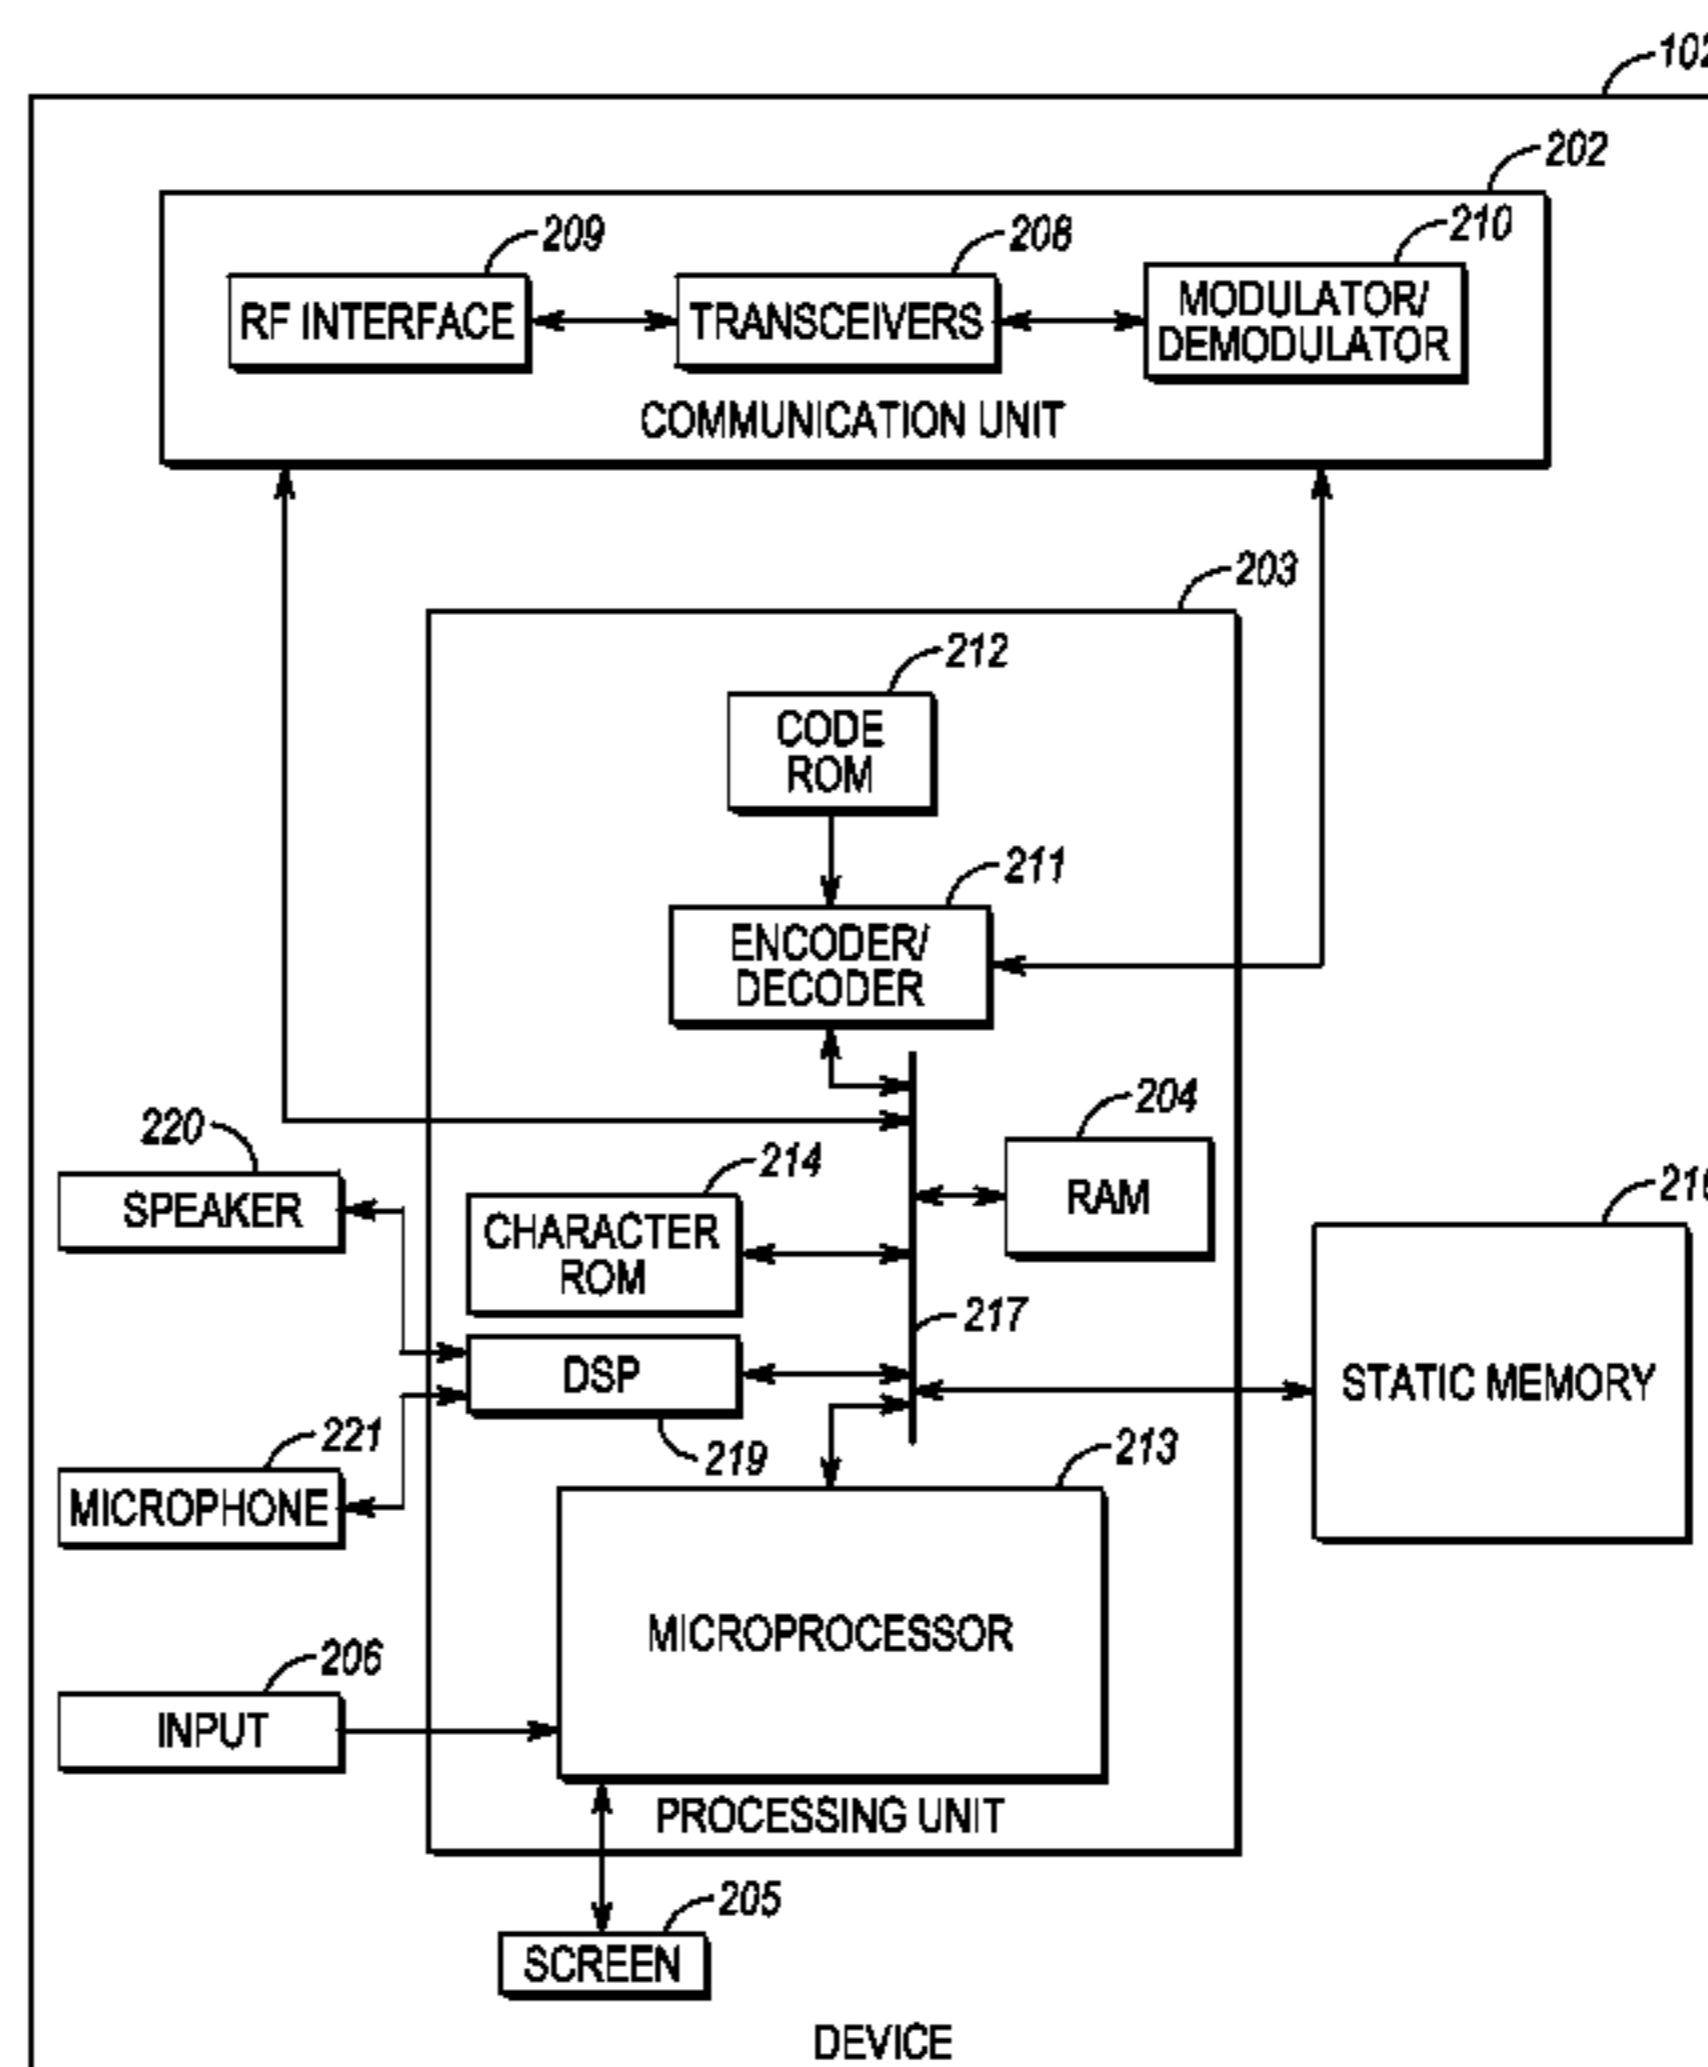 102
202
209
208
210
RF INTERFACE
TRANSCEIVERS
MODULATOR/
DEMODULATOR
COMMUNICATION UNIT
203
212
CODE
ROM
211
ENCODER/
DECODER
204
220
214
RAM
SPEAKER
CHARACTER
ROM
217
DSP
STATIC MEMORY
221
219
213
MICROPHONE
MICROPROCESSOR
206
INPUT
PROCESSING UNIT
205
SCREEN
DEVICE